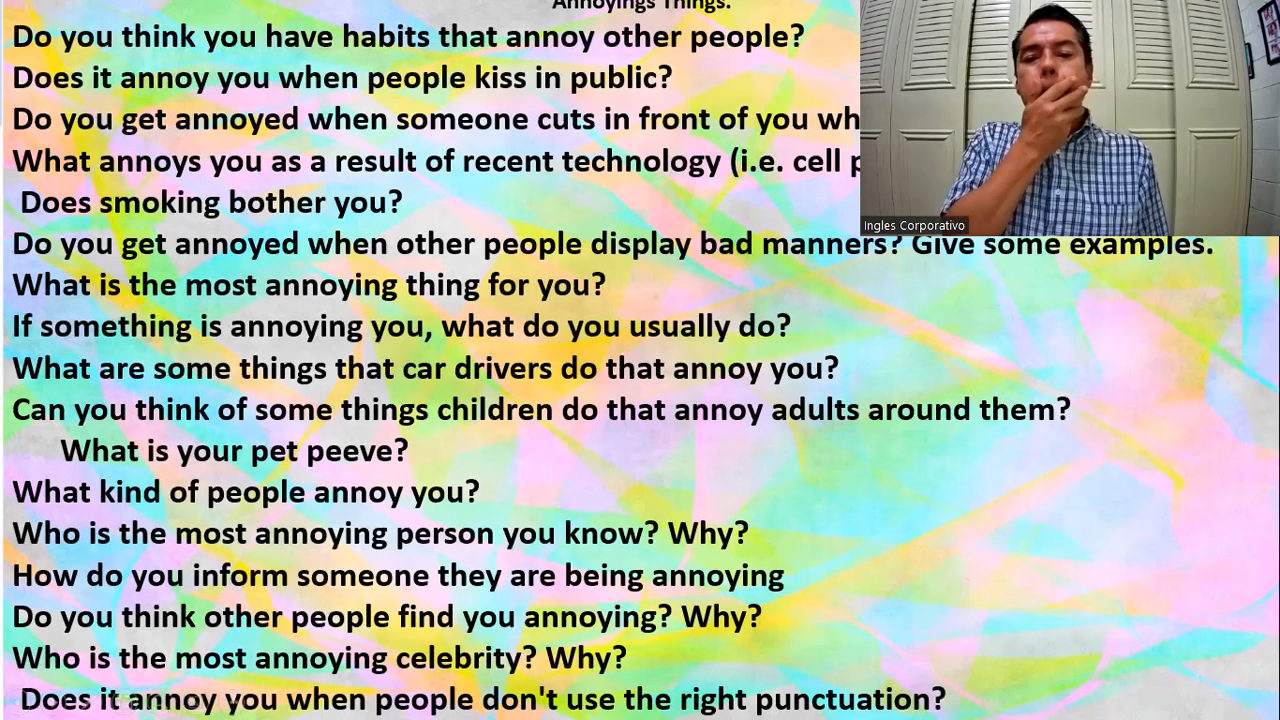 Annoyings Things.
Do you think you have habits that annoy other people?
Does it annoy you when people kiss in public?
Do you get annoyed when someone cuts in front of you wh
What annoys you as a result of recent technology (i.e. cell p
Does smoking bother you?
Ingles Corporativo
Do you get annoyed when other people display bad manners? Give some examples.
What is the most annoying thing for you?
If something is annoying you, what do you usually do?
What are some things that car drivers do that annoy you?
Can you think of some things children do that annoy adults around them?
What is your pet peeve?
What kind of people annoy you?
Who is the most annoying person you know? Why?
How do you inform someone they are being annoying
Do you think other people find you annoying? Why?
Who is the most annoying celebrity? Why?
Does it annoy you when people don't use the right punctuation?